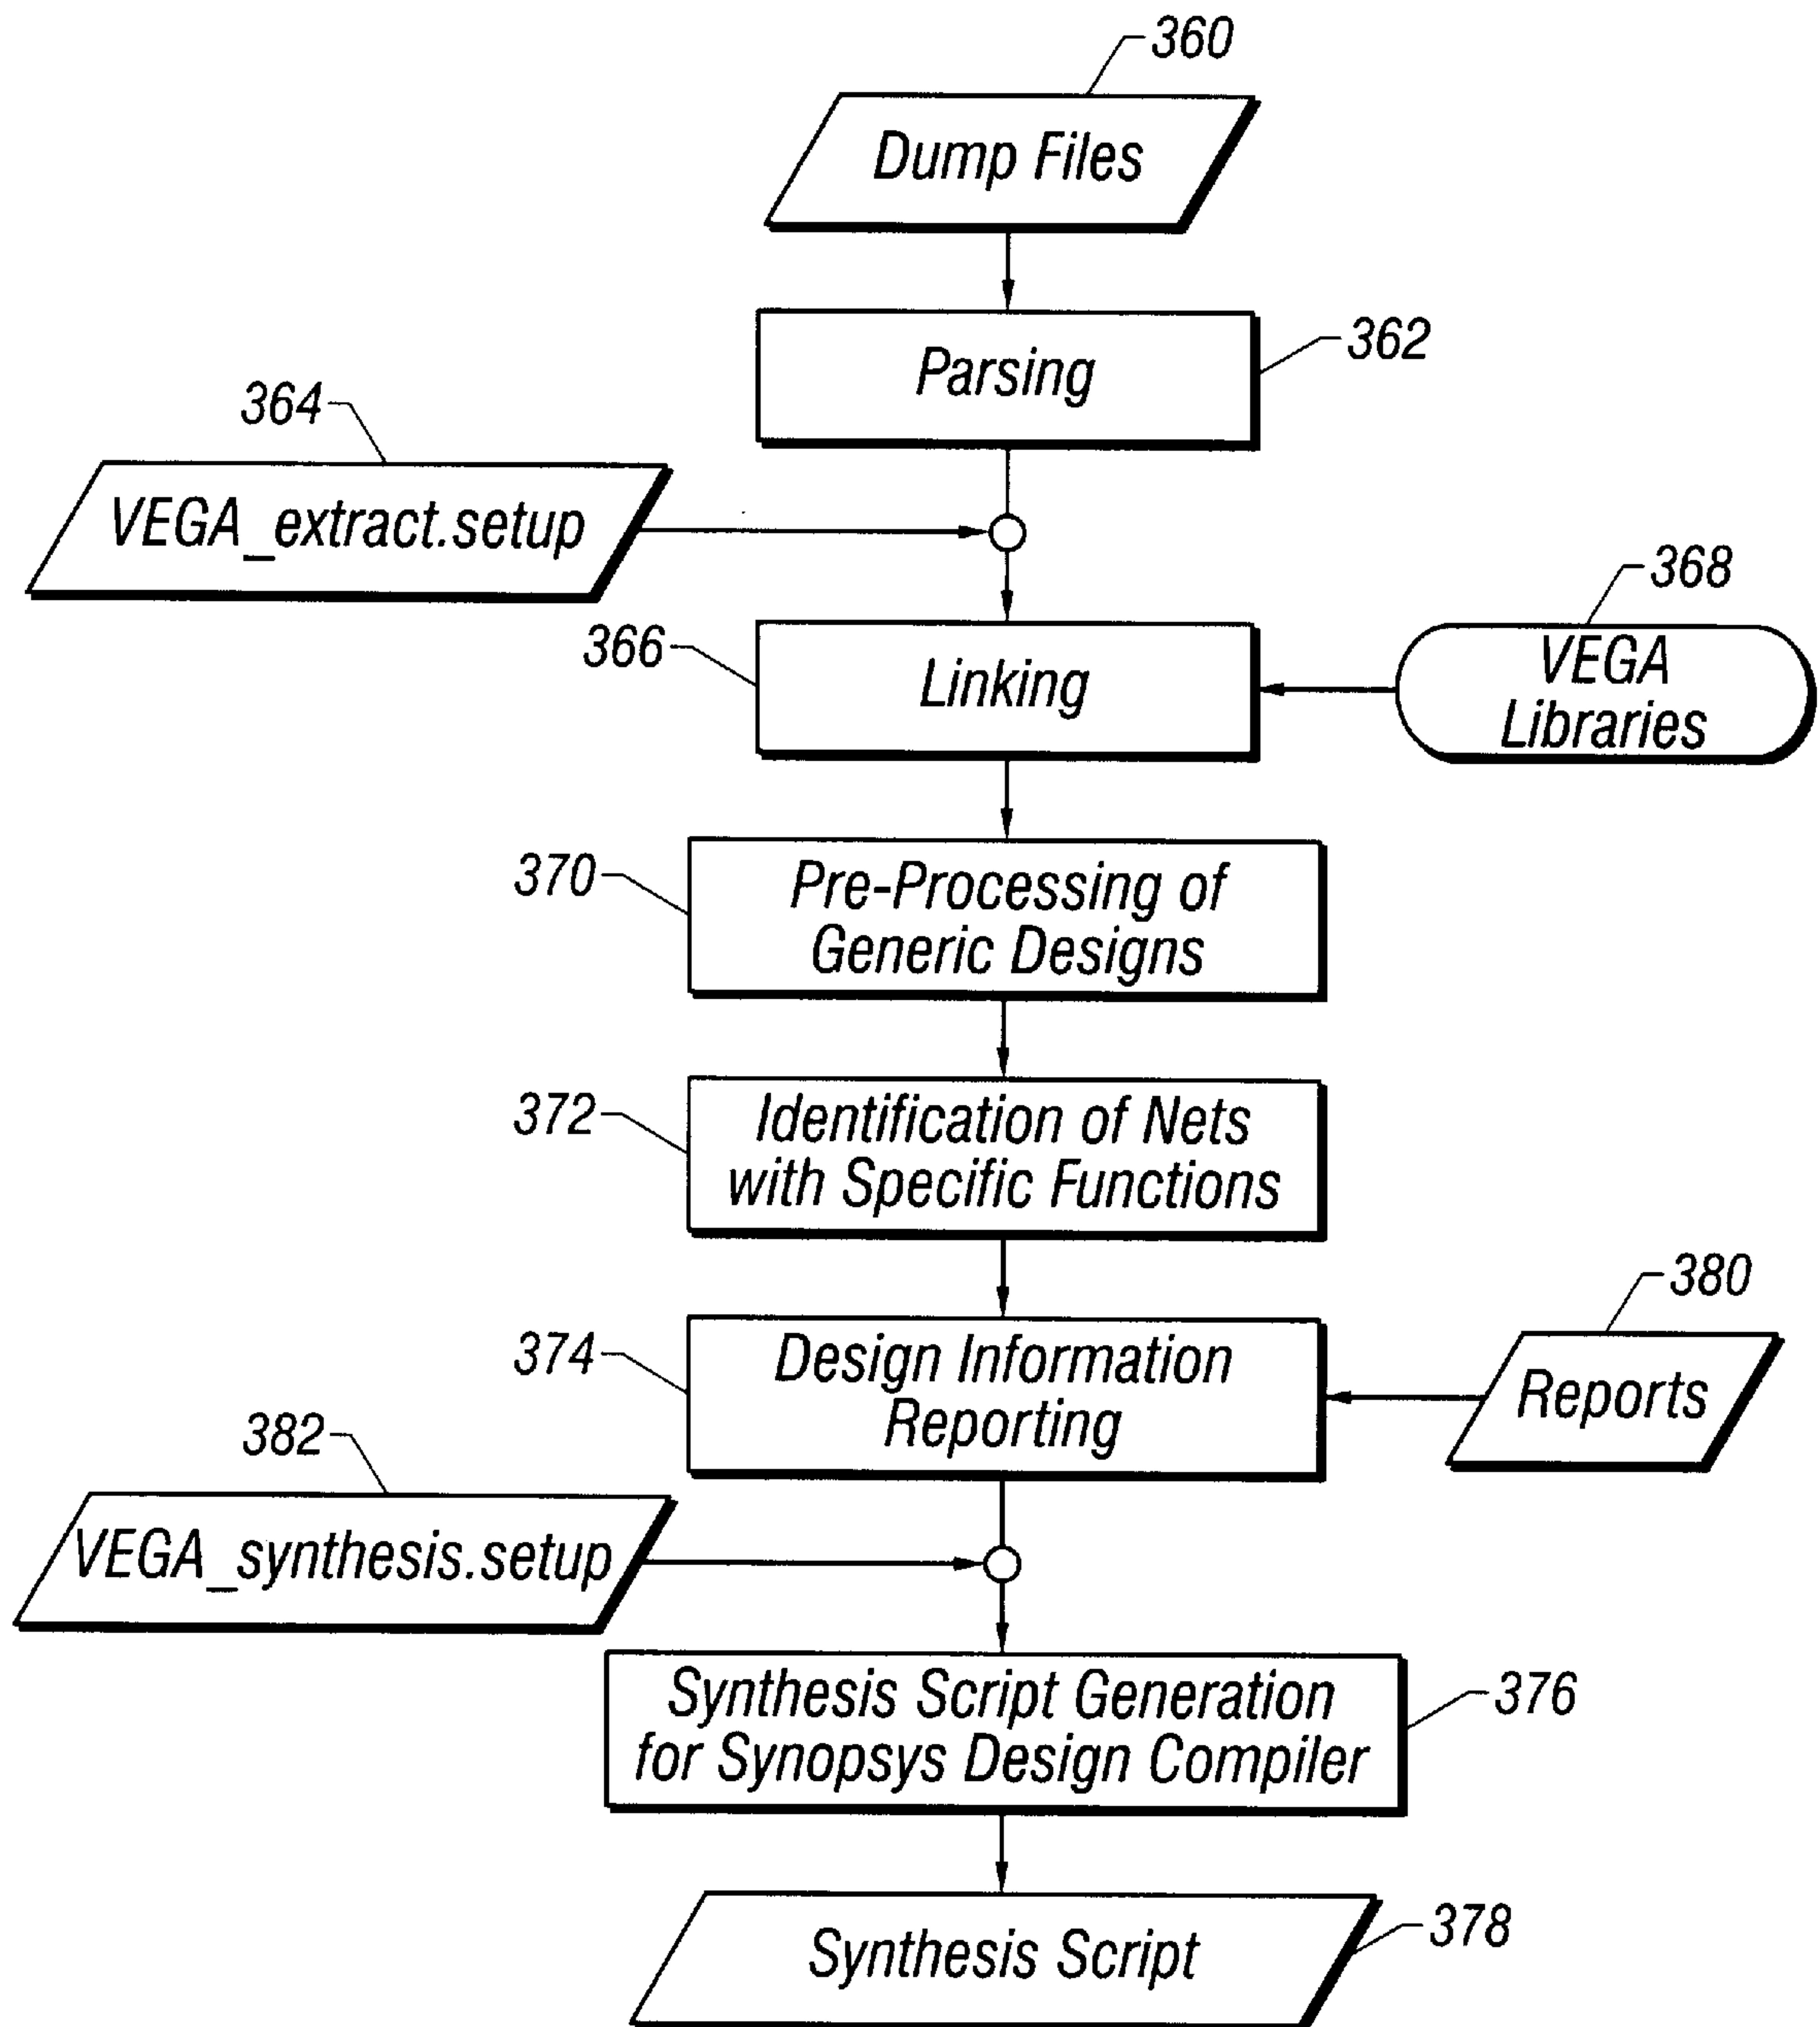 360
Dump Files
362
Parsing
364
VEGA_extract.setup
368
366
Linking
VEGA
Libraries
370
Pre-Processing of
Generic Designs
372
Identification of Nets
with Specific Functions
380
374
Design Information
Reporting
Reports
382
VEGA_synthesis.setup
Synthesis Script Generation
for Synopsys Design Compiler
376
Synthesis Script
378